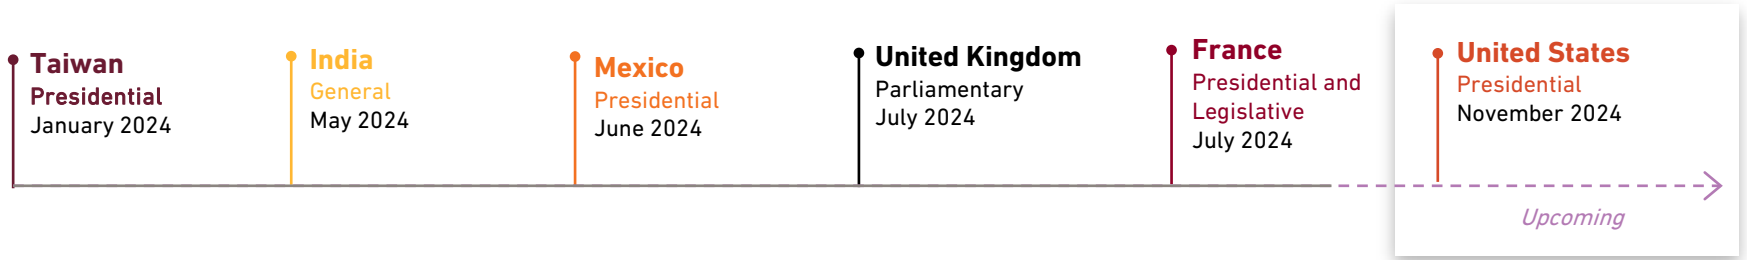 Taiwan
Presidential
January 2024
India
General
May 2024
Mexico
Presidential
June 2024
United Kingdom
Parliamentary
July 2024
France
Presidential and
Legislative
July 2024
United States
Presidential
November 2024
Upcoming